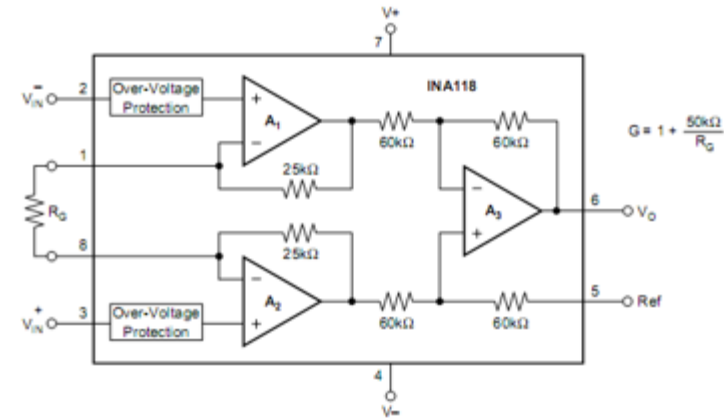 V+
7
INA118
2
V⁻IN
Over-Voltage
Protection
+
A1
−
60kΩ
60kΩ
G = 1 + 50kΩ
RG
1
25kΩ
RG
−
A3
+
6
VO
8
25kΩ
−
A2
+
5
Ref
3
V⁺IN
Over-Voltage
Protection
60kΩ
60kΩ
4
V−